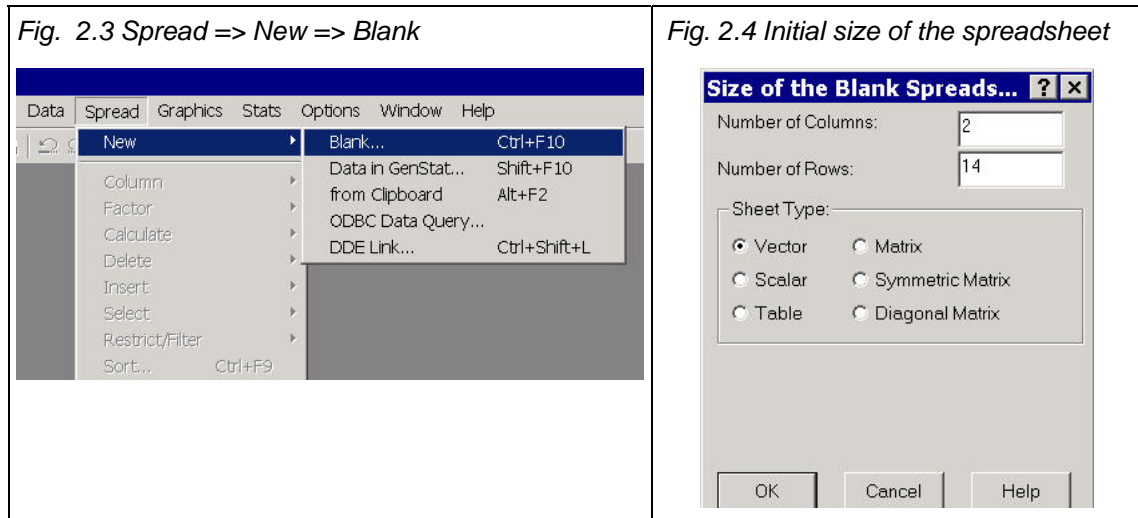 Fig. 2.3 Spread => New => Blank
Data Spread Graphics Stats Options Window Help
New
Blank... Ctrl+F10
Data in GenStat... Shift+F10
from Clipboard Alt+F2
ODBC Data Query...
DDE Link... Ctrl+Shift+L
Column
Factor
Calculate
Delete
Insert
Select
Restrict/Filter
Sort... Ctrl+F9
Fig. 2.4 Initial size of the spreadsheet
Size of the Blank Spreads... ? ×
Number of Columns: 2
Number of Rows: 14
Sheet Type:
Vector Matrix
Scalar Symmetric Matrix
Table Diagonal Matrix
OK Cancel Help